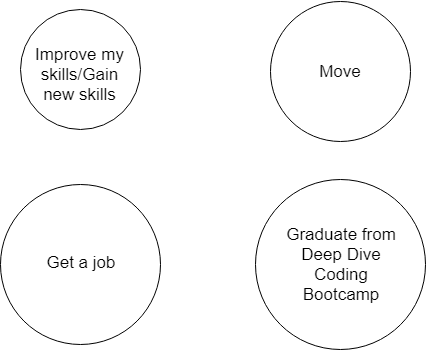 Improve my
skills/Gain
new skills
Move
Get a job
Graduate from
Deep Dive
Coding
Bootcamp